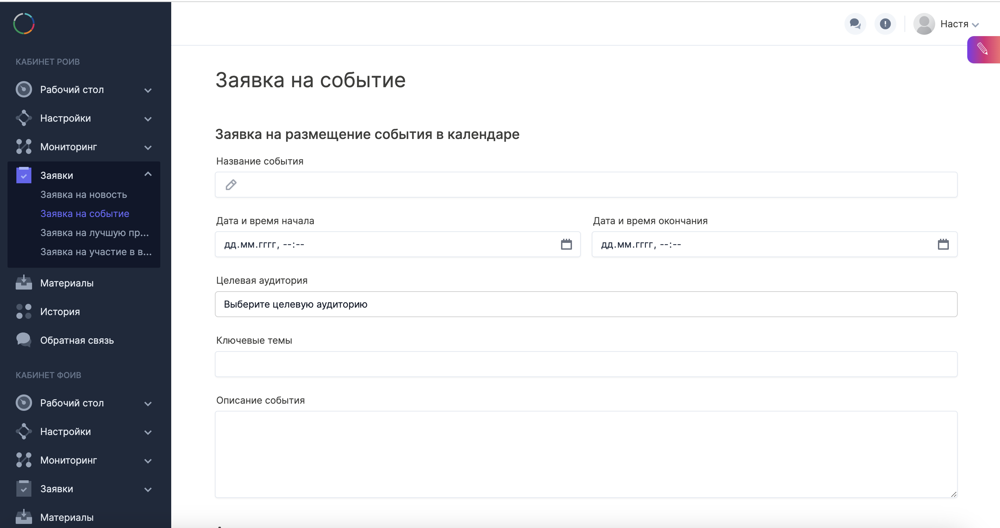 КАБИНЕТ РОИВ
Рабочий стол
Настройки
Мониторинг
Заявки
Заявка на новость
Заявка на событие
Заявка на лучшую пр...
Заявка на участие в в...
Материалы
История
Обратная связь
КАБИНЕТ ФОИВ
Рабочий стол
Настройки
Мониторинг
Заявки
Материалы
Настя
Заявка на событие
Заявка на размещение события в календаре
Название события
Дата и время начала
дд.мм.гггг, --:--
Дата и время окончания
дд.мм.гггг, --:--
Целевая аудитория
Выберите целевую аудиторию
Ключевые темы
Описание события